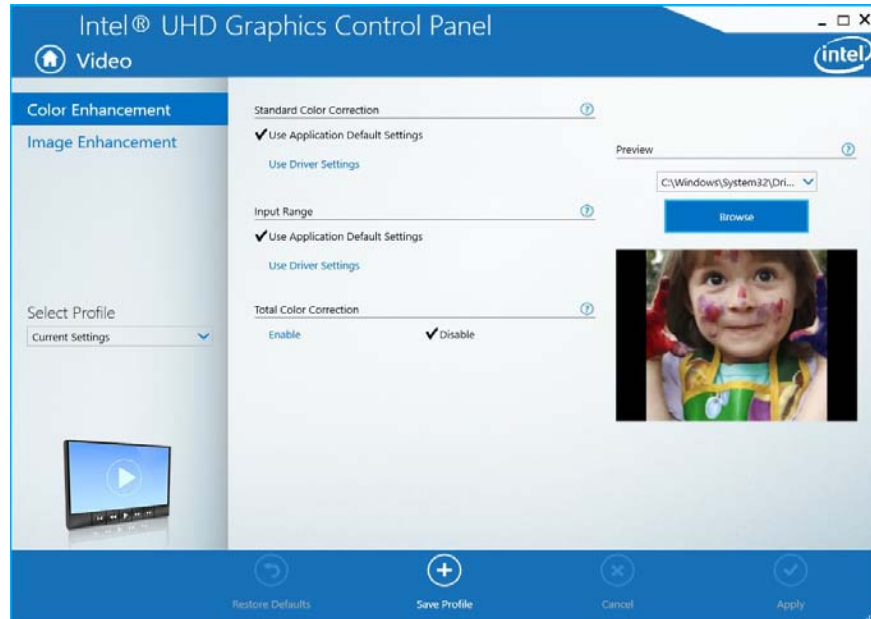 Intel® UHD Graphics Control Panel
Video
intel
Color Enhancement
Image Enhancement
Select Profile
Current Settings
Standard Color Correction
?
✔Use Application Default Settings
Use Driver Settings
Input Range
?
✔Use Application Default Settings
Use Driver Settings
Total Color Correction
?
Enable ✔Disable
Preview
?
C:\Windows\System32\Dri...
Browse
Restore Defaults
Save Profile
Cancel
Apply